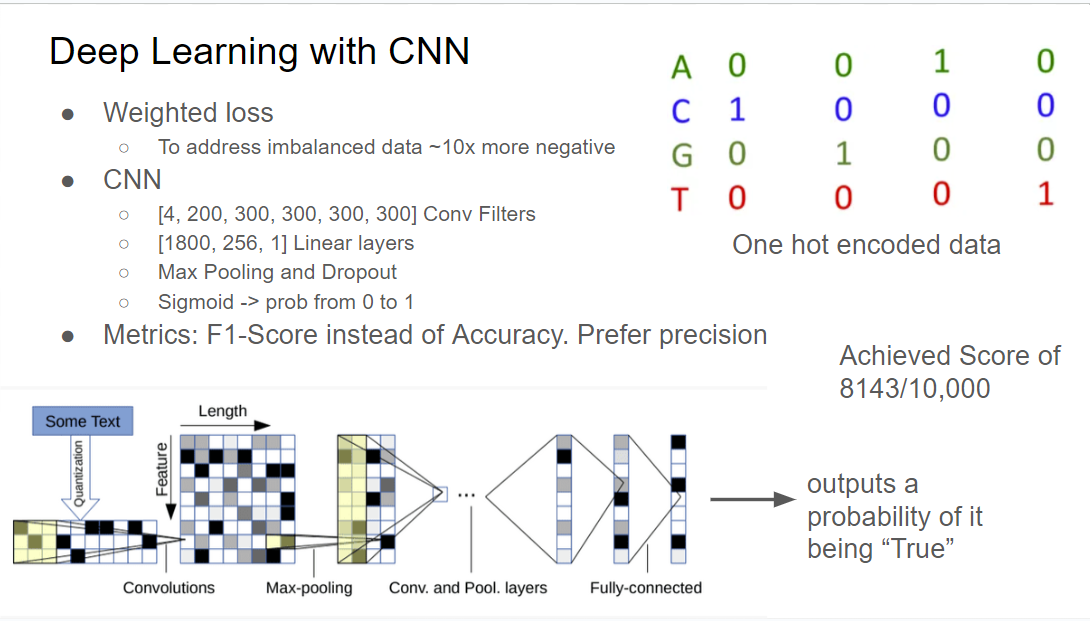 Deep Learning with CNN
● Weighted loss
○ To address imbalanced data ~10x more negative
● CNN
○ [4, 200, 300, 300, 300, 300] Conv Filters
○ [1800, 256, 1] Linear layers
○ Max Pooling and Dropout
○ Sigmoid -> prob from 0 to 1
● Metrics: F1-Score instead of Accuracy. Prefer precision
A 0 0 1 0
C 1 0 0 0
G 0 1 0 0
T 0 0 0 1
One hot encoded data
Achieved Score of
8143/10,000
Some Text
Quantization
Length
Feature
...
Convolutions
Max-pooling
Conv. and Pool. layers
Fully-connected
outputs a
probability of it
being “True”